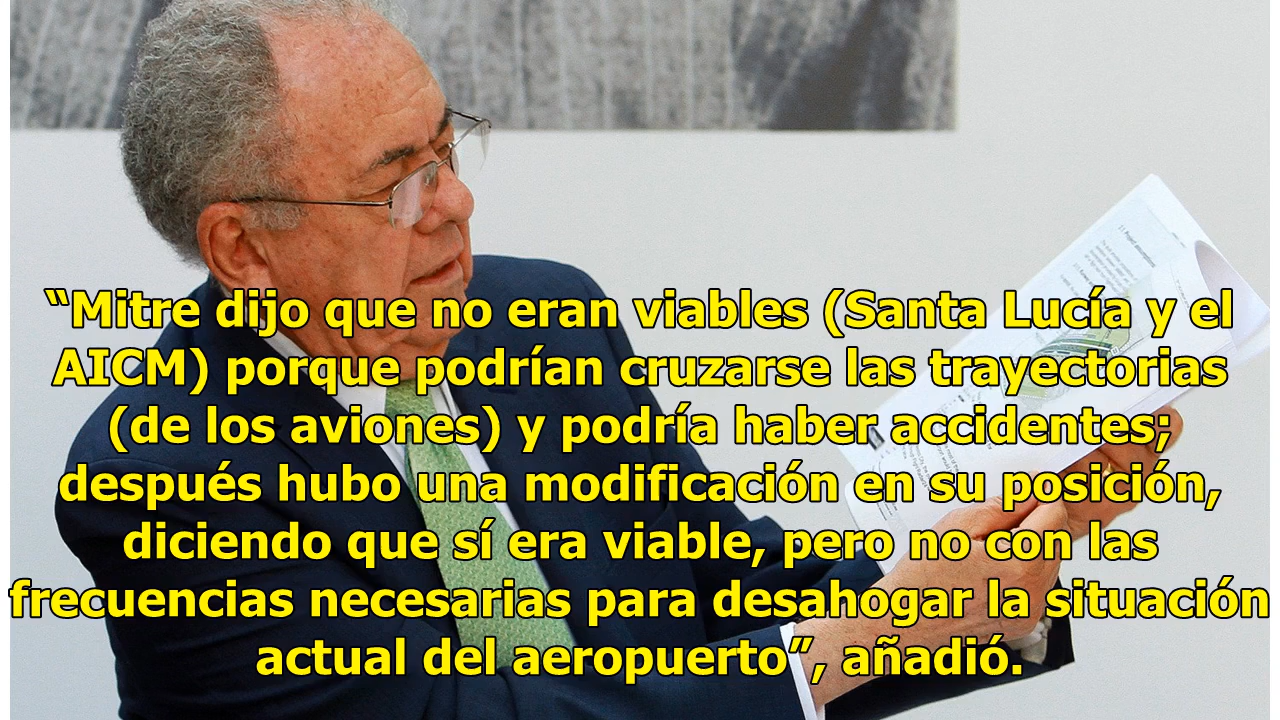 “Mitre dijo que no eran viables (Santa Lucía y el
AICM) porque podrían cruzarse las trayectorias
(de los aviones) y podría haber accidentes;
después hubo una modificación en su posición,
diciendo que sí era viable, pero no con las
frecuencias necesarias para desahogar la situación
actual del aeropuerto”, añadió.